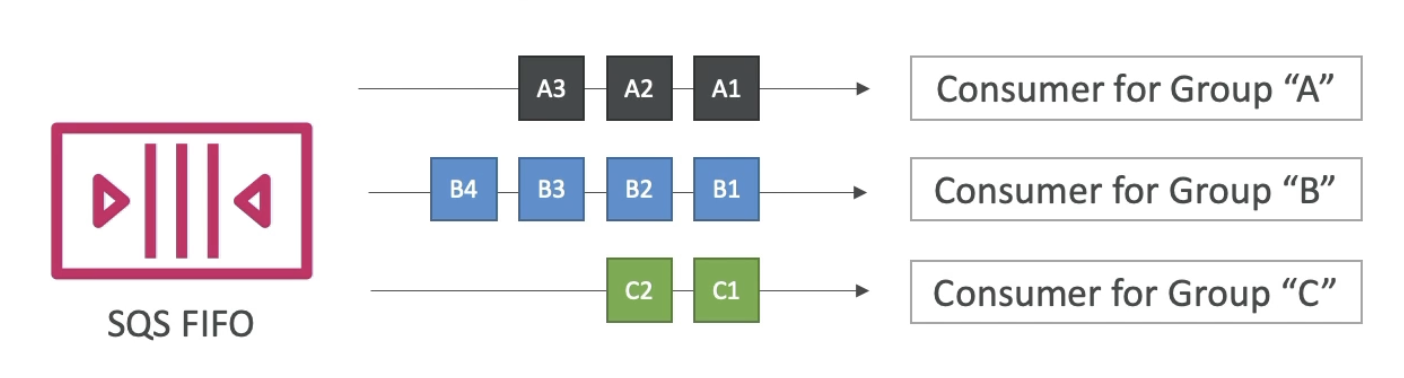 A3 A2 A1 Consumer for Group “A”
B4 B3 B2 B1 Consumer for Group “B”
C2 C1 Consumer for Group “C”
SQS FIFO